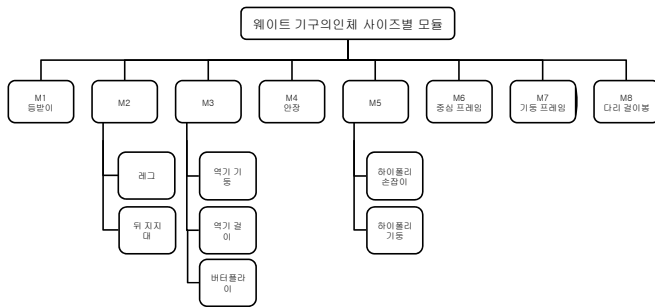 웨이트 기구의인체 사이즈별 모듈
M1
등받이
M2
M3
M4
안장
M5
M6
중심 프레임
M7
기둥 프레임
M8
다리 걸이봉
레그
뒤 지지
대
역기 기
둥
역기 걸
이
버터플라
이
하이폴리
손잡이
하이폴리
기둥